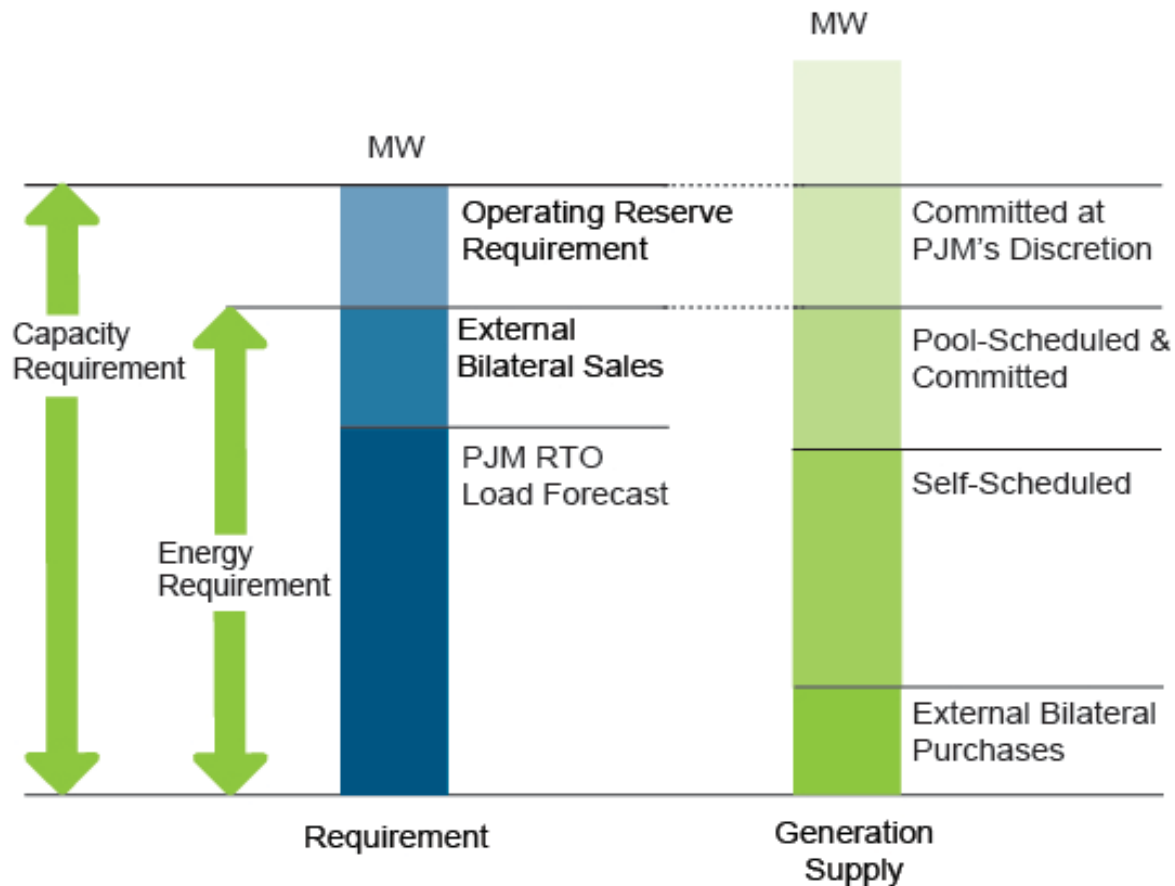 MW
MW
Operating Reserve
Requirement
Committed at
PJM's Discretion
Capacity
Requirement
External
Bilateral Sales
Pool-Scheduled &
Committed
PJM RTO
Load Forecast
Self-Scheduled
Energy
Requirement
External Bilateral
Purchases
Requirement
Generation
Supply